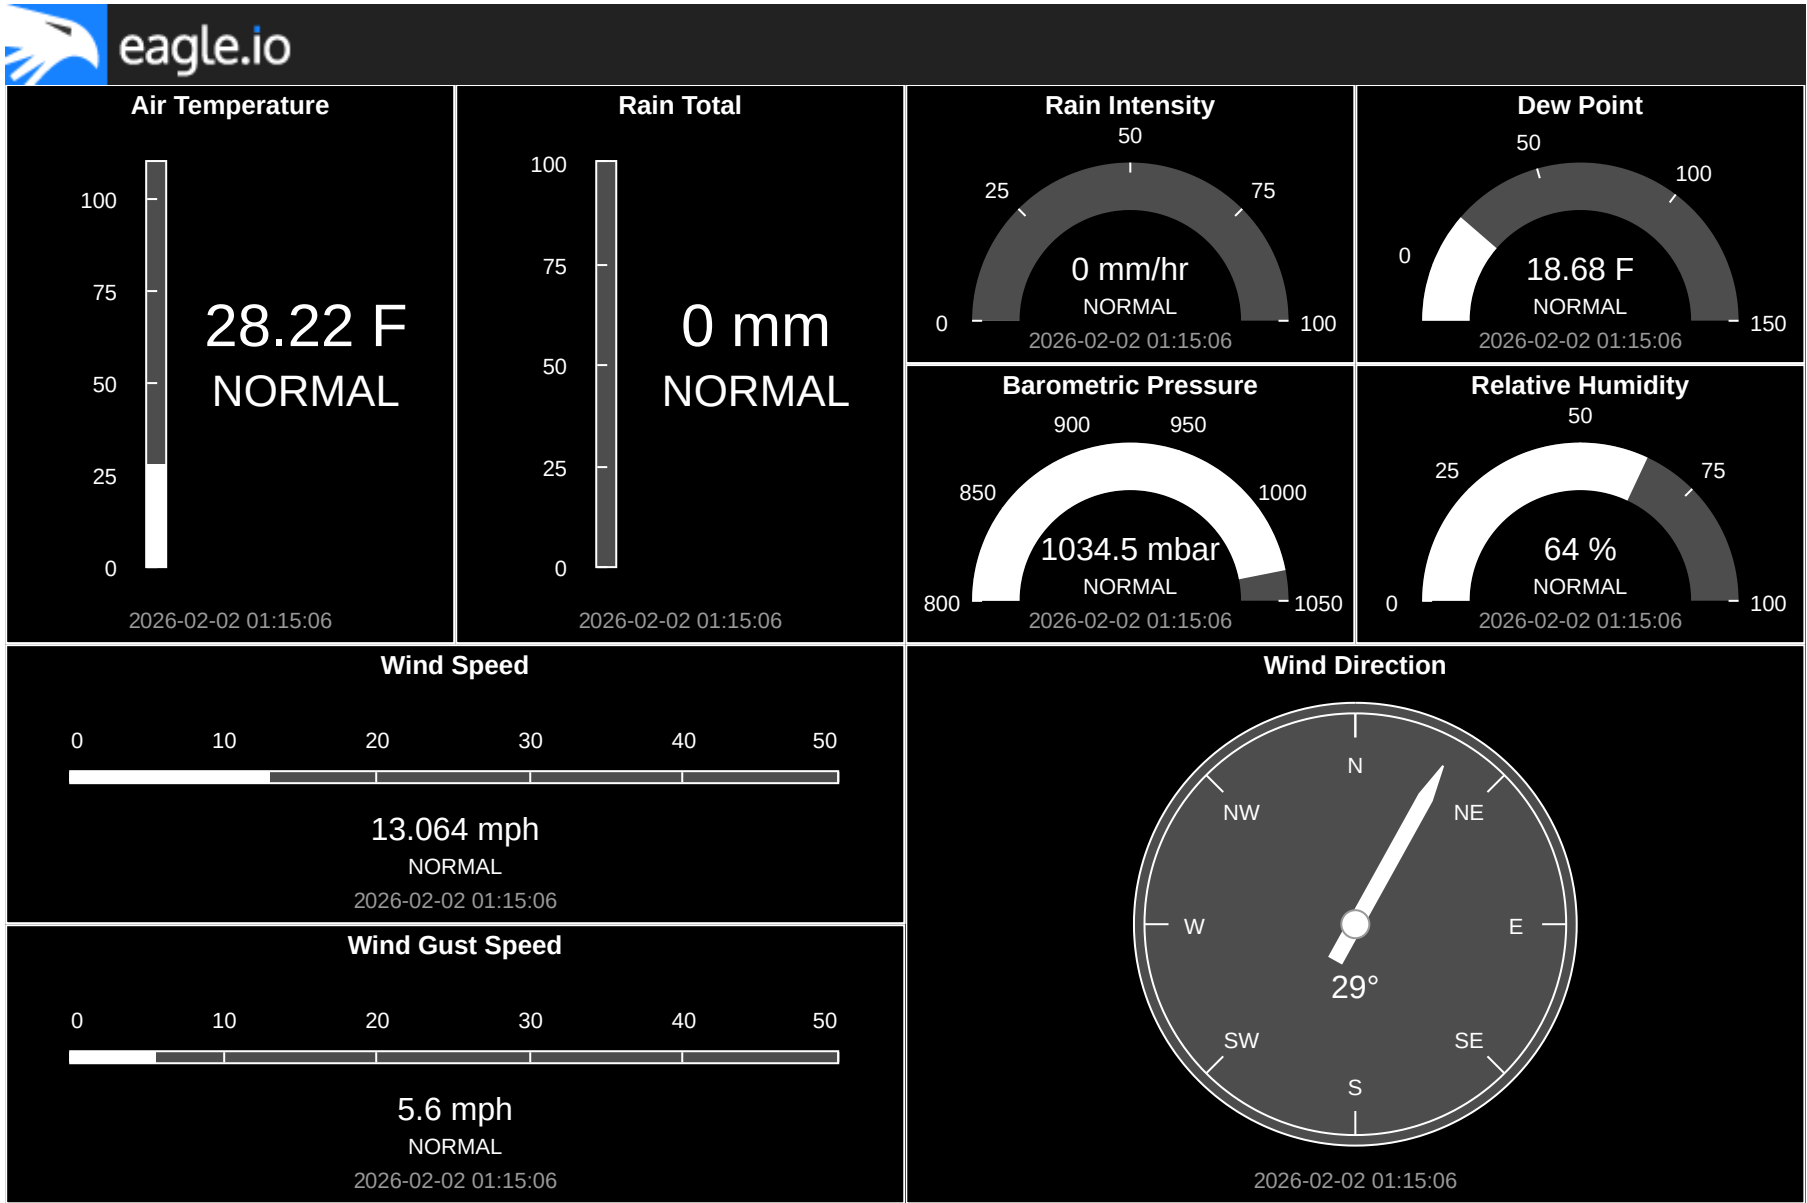 eagle.io
Air Temperature
100
75
50
25
0
28.22 F
NORMAL
2026-02-02 01:15:06
Rain Total
100
75
50
25
0
0 mm
NORMAL
2026-02-02 01:15:06
Rain Intensity
50
25
75
0
100
0 mm/hr
NORMAL
2026-02-02 01:15:06
Dew Point
50
100
0
150
18.68 F
NORMAL
2026-02-02 01:15:06
Barometric Pressure
900
950
850
1000
800
1050
1034.5 mbar
NORMAL
2026-02-02 01:15:06
Relative Humidity
50
25
75
0
100
64 %
NORMAL
2026-02-02 01:15:06
Wind Speed
0 10 20 30 40 50
13.064 mph
NORMAL
2026-02-02 01:15:06
Wind Gust Speed
0 10 20 30 40 50
5.6 mph
NORMAL
2026-02-02 01:15:06
Wind Direction
N
NW NE
W E
29°
SW SE
S
2026-02-02 01:15:06